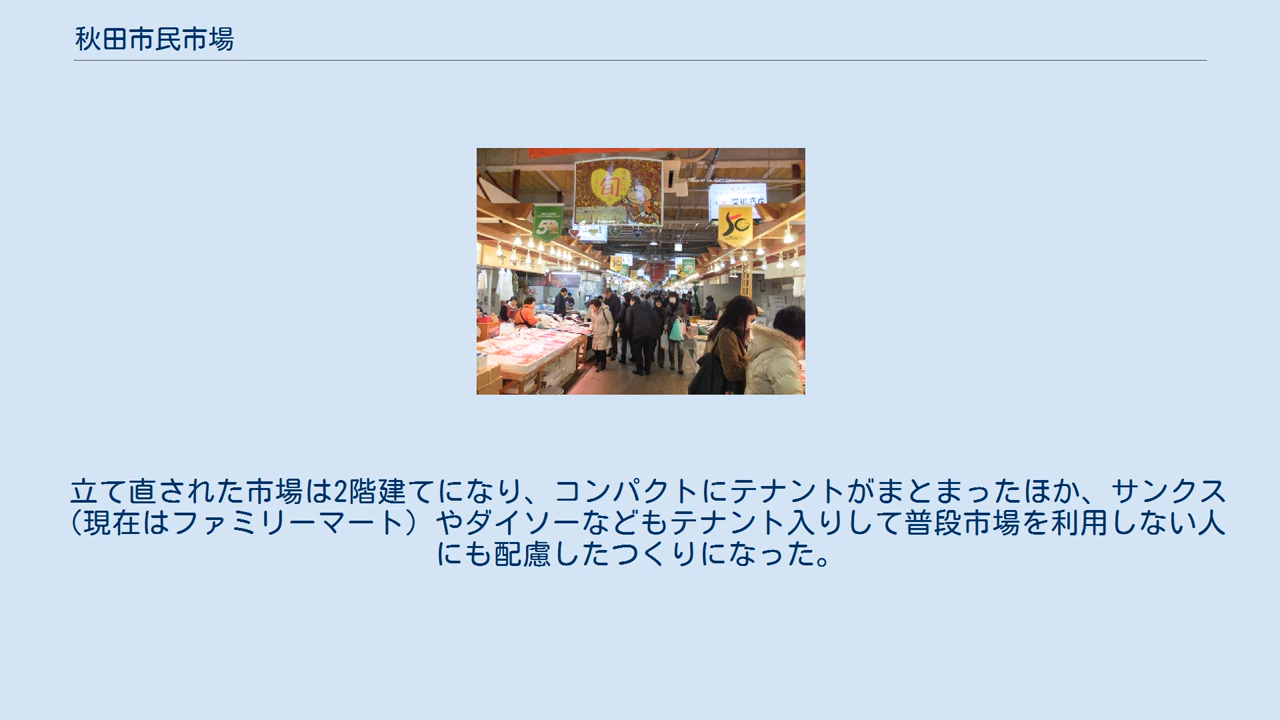 秋田市民市場
旬
50
立て直された市場は2階建てになり、コンパクトにテナントがまとまったほか、サンクス
(現在はファミリーマート）やダイソーなどもテナント入りして普段市場を利用しない人
にも配慮したつくりになった。